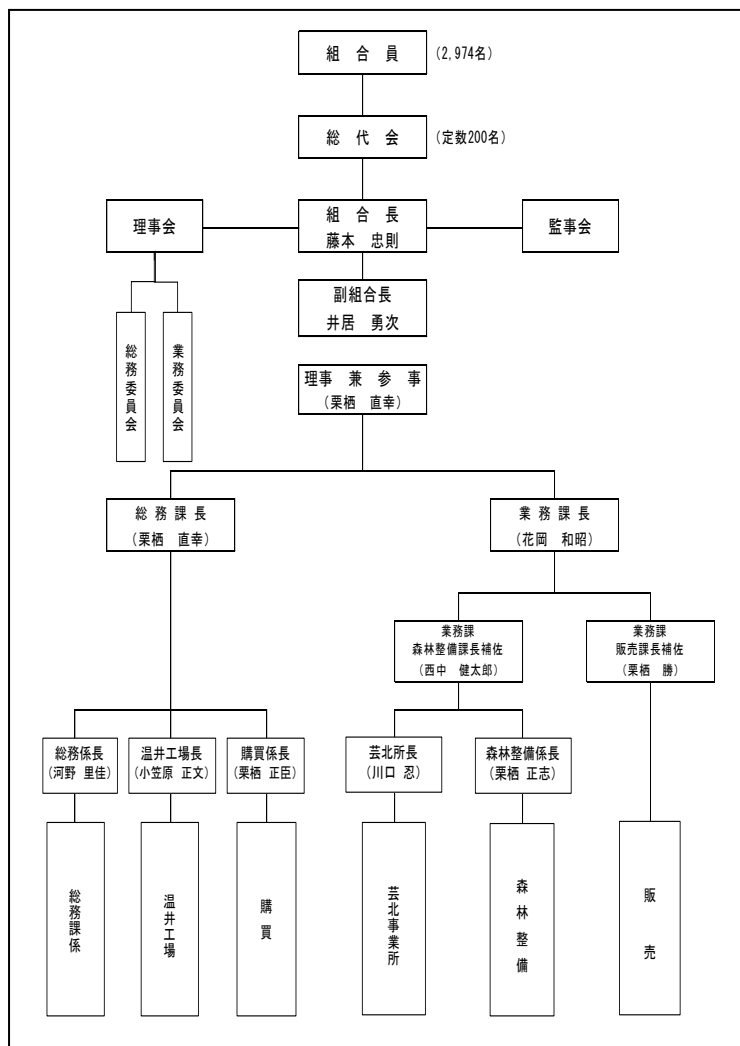 組 合 員 (2,974名)
総 代 会 (定数200名)
理事会
組 合 長
藤本 忠則
監事会
副組合長
井居 勇次
総務委員会
業務委員会
理事 兼 参 事
(栗栖 直幸)
総 務 課 長
(栗栖 直幸)
業 務 課 長
(花岡 和昭)
業務課
森林整備課長補佐
(西中 健太郎)
業務課
販売課長補佐
(栗栖 勝)
総務係長
(河野 里佳)
温井工場長
(小笠原 正文)
購買係長
(栗栖 正臣)
芸北所長
(川口 忍)
森林整備係長
(栗栖 正志)
総務課係
温井工場
購買
芸北事業所
森林整備
販売